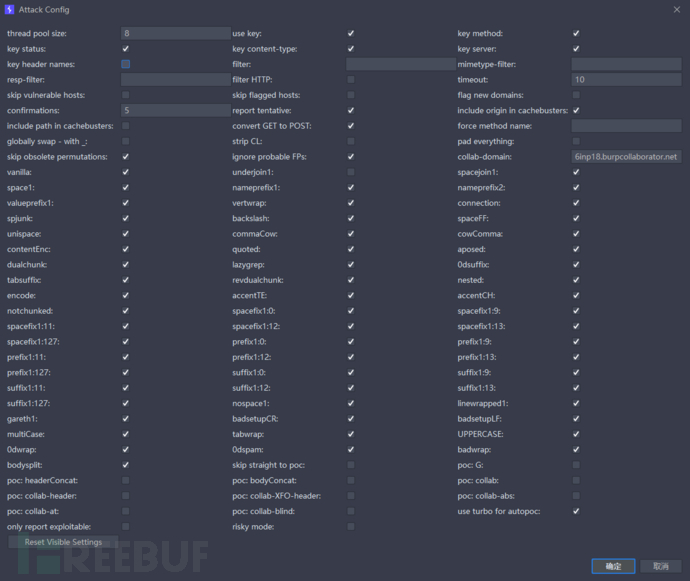 Attack Config
thread pool size: 8 use key: key method:
key status: key content-type: key server:
key header names: filter: mimetype-filter:
resp-filter: filter HTTP: timeout: 10
skip vulnerable hosts: skip flagged hosts: flag new domains:
confirmations: 5 report tentative: include origin in cachebusters:
include path in cachebusters: convert GET to POST: force method name:
globally swap - with _: strip CL: pad everything:
skip obsolete permutations: ignore probable FPs: collab-domain: 6inp18.burpcollaborator.net
vanilla: underjoin1: spacejoin1:
space1: nameprefix1: nameprefix2:
valueprefix1: vertwrap: connection:
spjunk: backslash: spaceFF:
unispace: commaCow: cowComma:
contentEnc: quoted: aposed:
dualchunk: lazygrep: 0dsuffix:
tabsuffix: revdualchunk: nested:
encode: accentTE: accentCH:
notchunked: spacefix1:0: spacefix1:9:
spacefix1:11: spacefix1:12: spacefix1:13:
spacefix1:127: prefix1:0: prefix1:9:
prefix1:11: prefix1:12: prefix1:13:
prefix1:127: suffix1:0: suffix1:9:
suffix1:11: suffix1:12: suffix1:13:
suffix1:127: nospace1: linewrapped1:
gareth1: badsetupCR: badsetupLF:
multiCase: tabwrap: UPPERCASE:
0dwrap: 0dspam: badwrap:
bodysplit: skip straight to poc: poc: G:
poc: headerConcat: poc: bodyConcat: poc: collab:
poc: collab-header: poc: collab-XFO-header: poc: collab-abs:
poc: collab-at: poc: collab-blind: use turbo for autopoc:
only report exploitable: risky mode:
Reset Visible Settings
FREEBUF
确定 取消